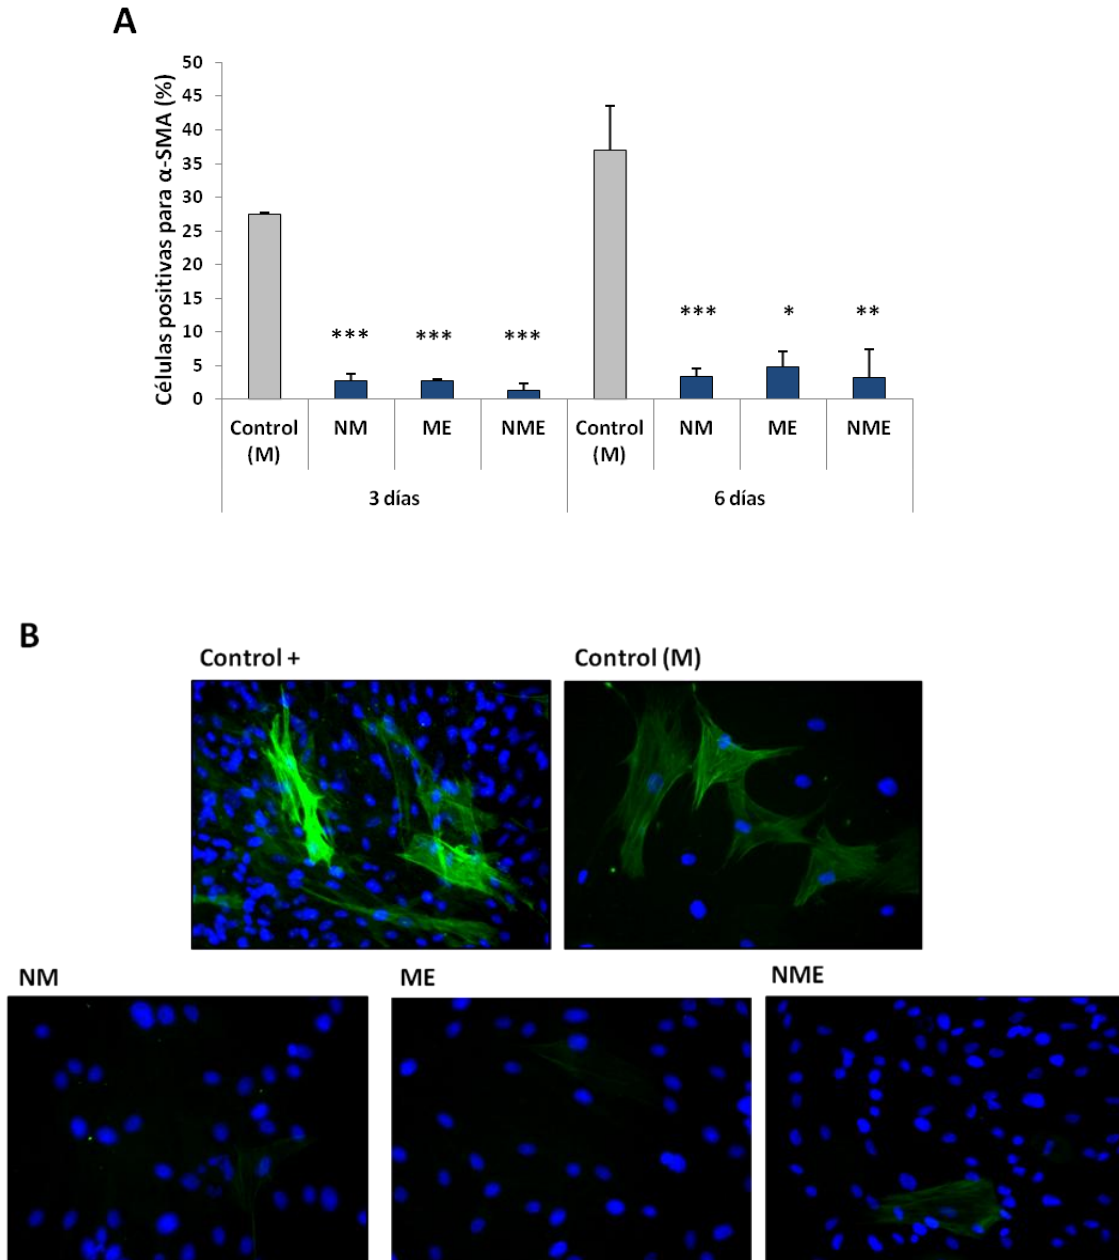 A
Células positivas para α-SMA (%)
50
45
40
35
30
25
20
15
10
5
0
*** *** *** *** * **
Control (M) NM ME NME Control (M) NM ME NME
3 días 6 días
B
Control + Control (M)
NM ME NME